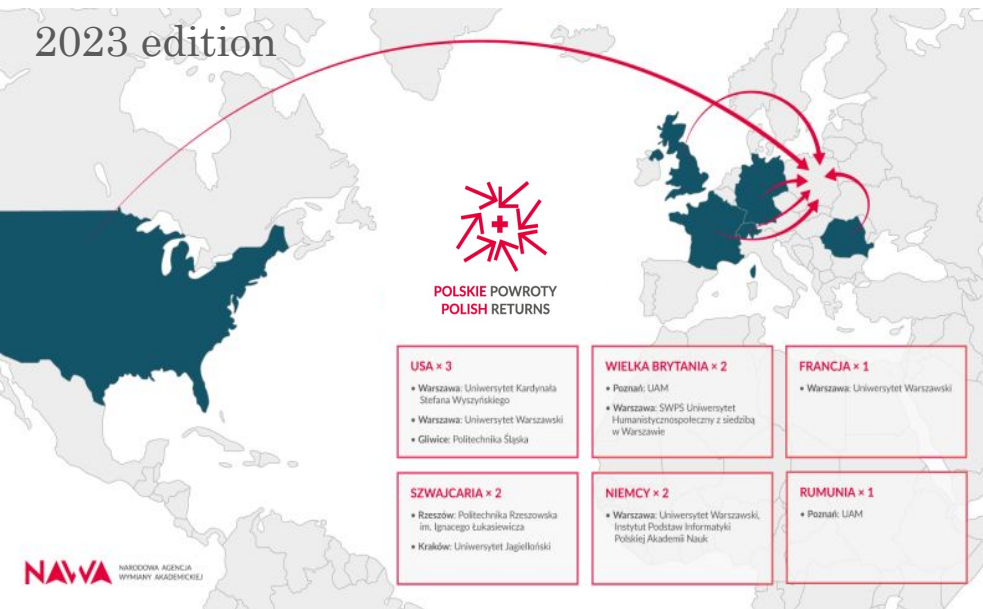 2023 edition
POLSKIE POWROTY
POLISH RETURNS
USA × 3
• Warszawa: Uniwersytet Kardynała
Stefana Wyszyńskiego
• Warszawa: Uniwersytet Warszawski
• Gliwice: Politechnika Śląska
WIELKA BRYTANIA × 2
• Poznań: UAM
• Warszawa: SWPS Uniwersytet
Humanistycznospołeczny z siedzibą
w Warszawie
FRANCJA × 1
• Warszawa: Uniwersytet Warszawski
SZWAJCARIA × 2
• Rzeszów: Politechnika Rzeszowska
im. Ignacego Łukasiewicza
• Kraków: Uniwersytet Jagielloński
NIEMCY × 2
• Warszawa: Uniwersytet Warszawski,
Instytut Podstaw Informatyki
Polskiej Akademii Nauk
RUMUNIA × 1
• Poznań: UAM
NAWA
NARODOWA AGENCJA
WYMIANY AKADEMICKIEJ